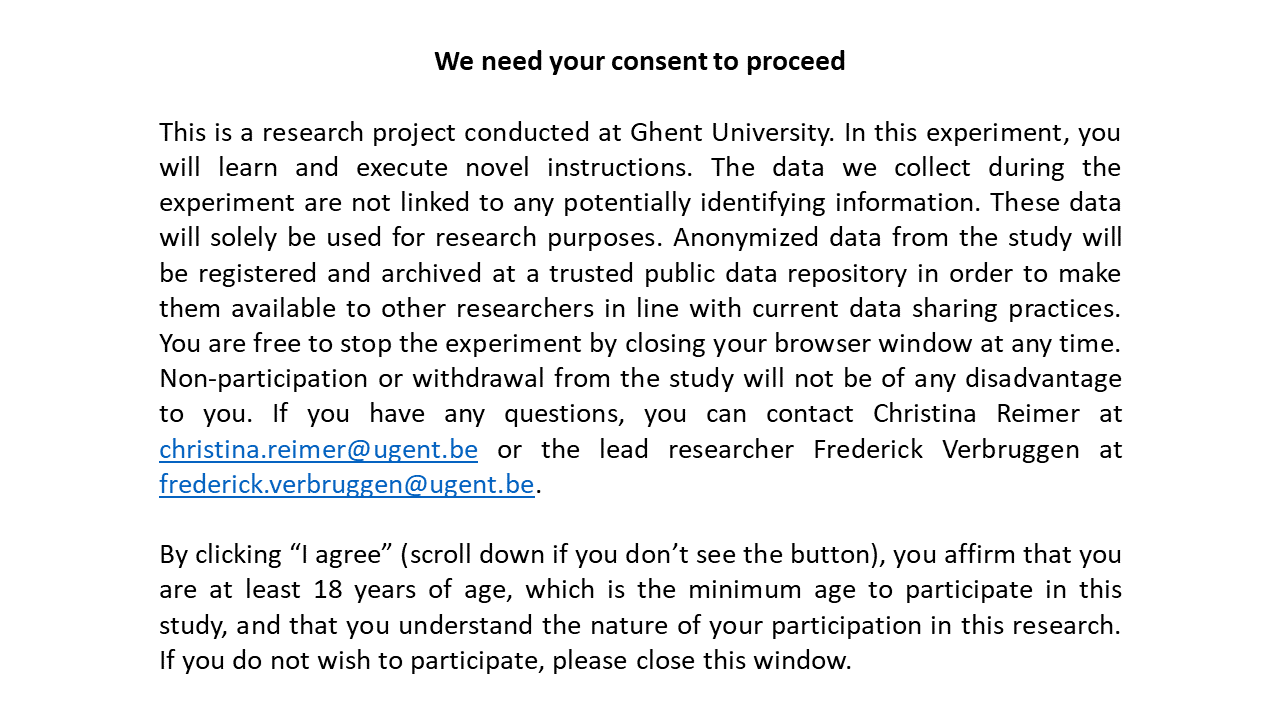 We need your consent to proceed
This is a research project conducted at Ghent University. In this experiment, you
will learn and execute novel instructions. The data we collect during the
experiment are not linked to any potentially identifying information. These data
will solely be used for research purposes. Anonymized data from the study will
be registered and archived at a trusted public data repository in order to make
them available to other researchers in line with current data sharing practices.
You are free to stop the experiment by closing your browser window at any time.
Non-participation or withdrawal from the study will not be of any disadvantage
to you. If you have any questions, you can contact Christina Reimer at
christina.reimer@ugent.be or the lead researcher Frederick Verbruggen at
frederick.verbruggen@ugent.be.
By clicking “I agree” (scroll down if you don’t see the button), you affirm that you
are at least 18 years of age, which is the minimum age to participate in this
study, and that you understand the nature of your participation in this research.
If you do not wish to participate, please close this window.